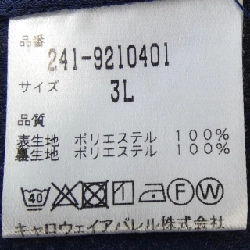 品番
241-9210401
サイズ
3L
品質
表生地 ポリエステル 100%
裏生地 ポリエステル 100%
40 F W
キャロウェイアパレル株式会社